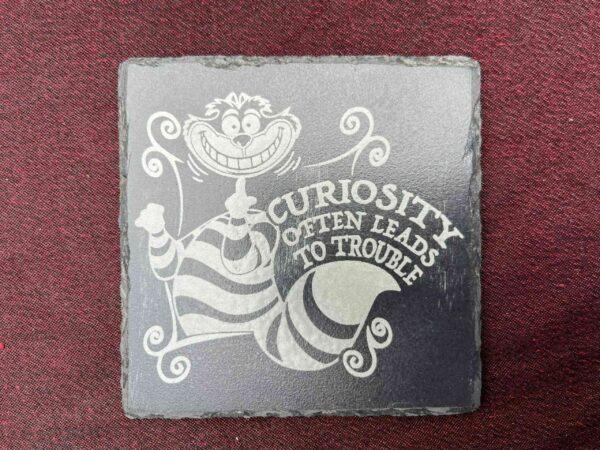 CURIOSITY
OFTEN LEADS
TO TROUBLE